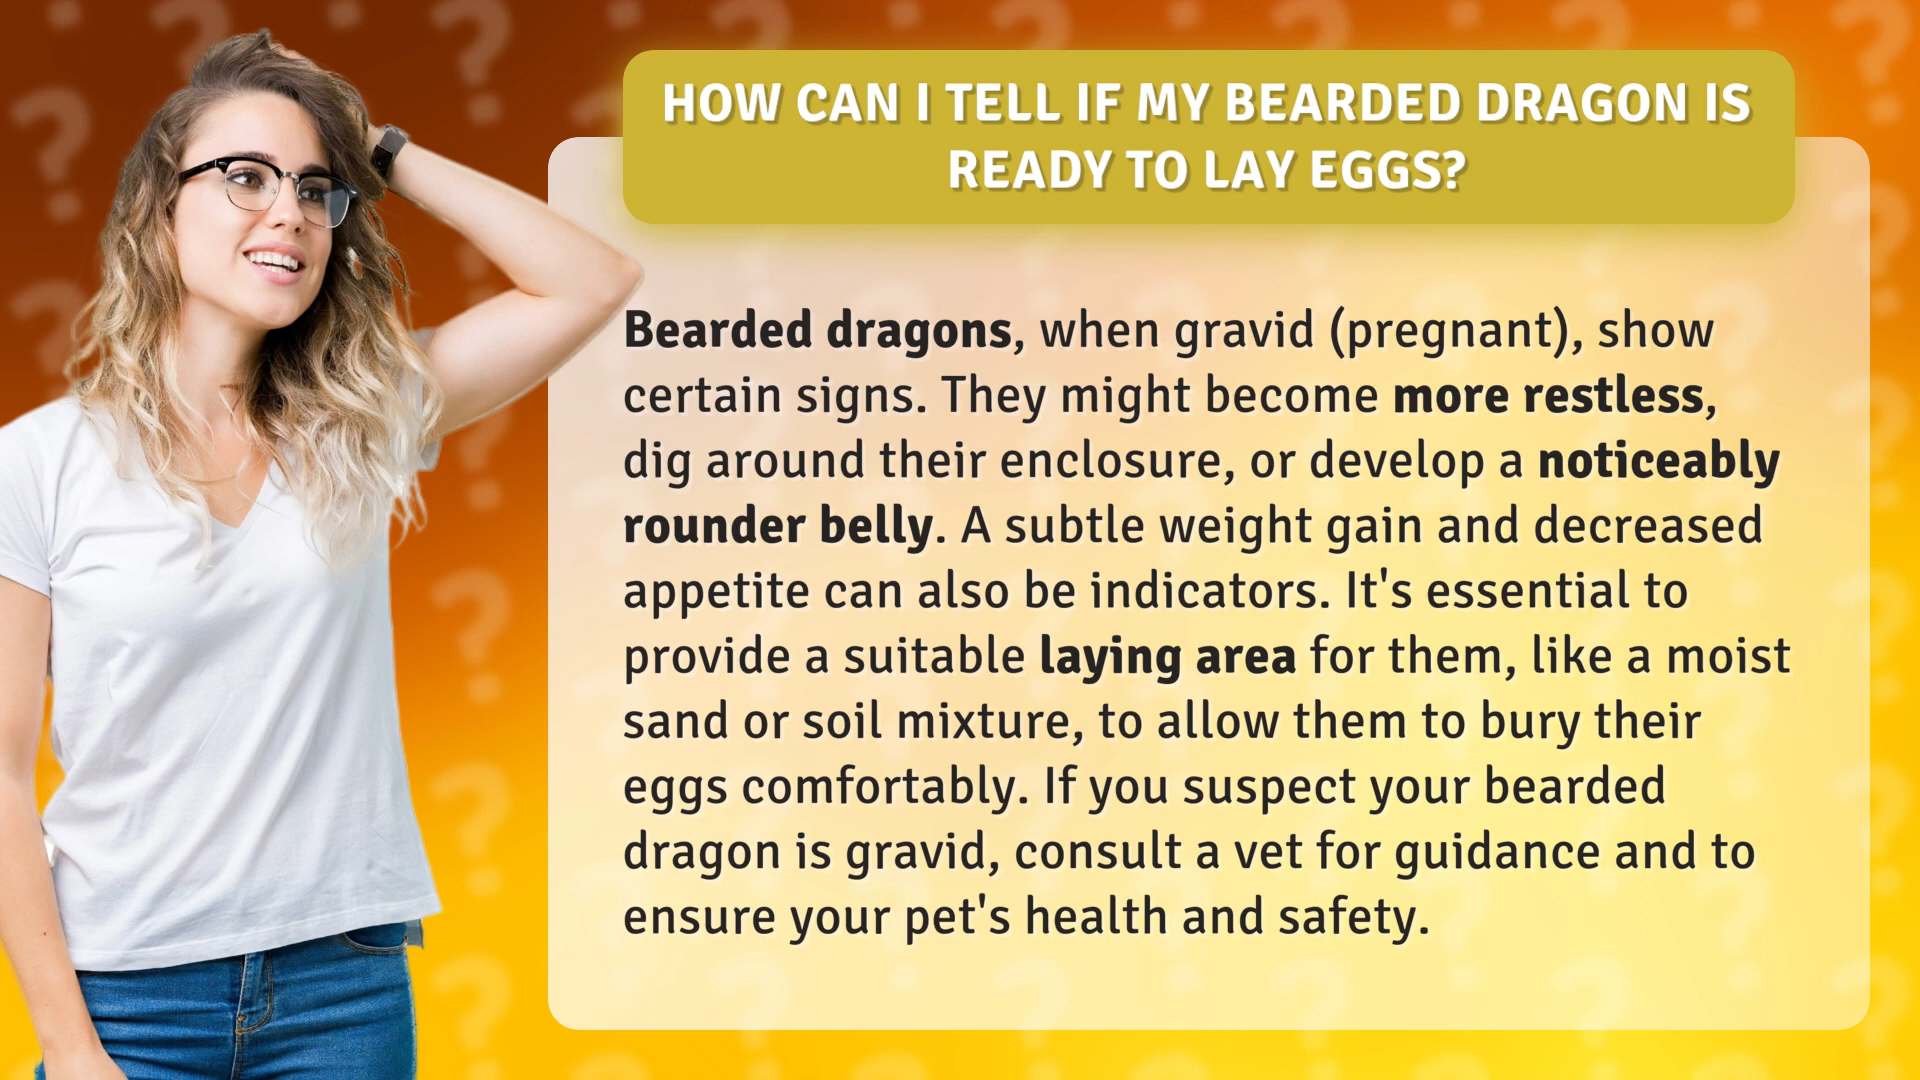 HOW CAN I TELL IF MY BEARDED DRAGON IS
READY TO LAY EGGS?
Bearded dragons, when gravid (pregnant), show
certain signs. They might become more restless,
dig around their enclosure, or develop a noticeably
rounder belly. A subtle weight gain and decreased
appetite can also be indicators. It's essential to
provide a suitable laying area for them, like a moist
sand or soil mixture, to allow them to bury their
eggs comfortably. If you suspect your bearded
dragon is gravid, consult a vet for guidance and to
ensure your pet's health and safety.